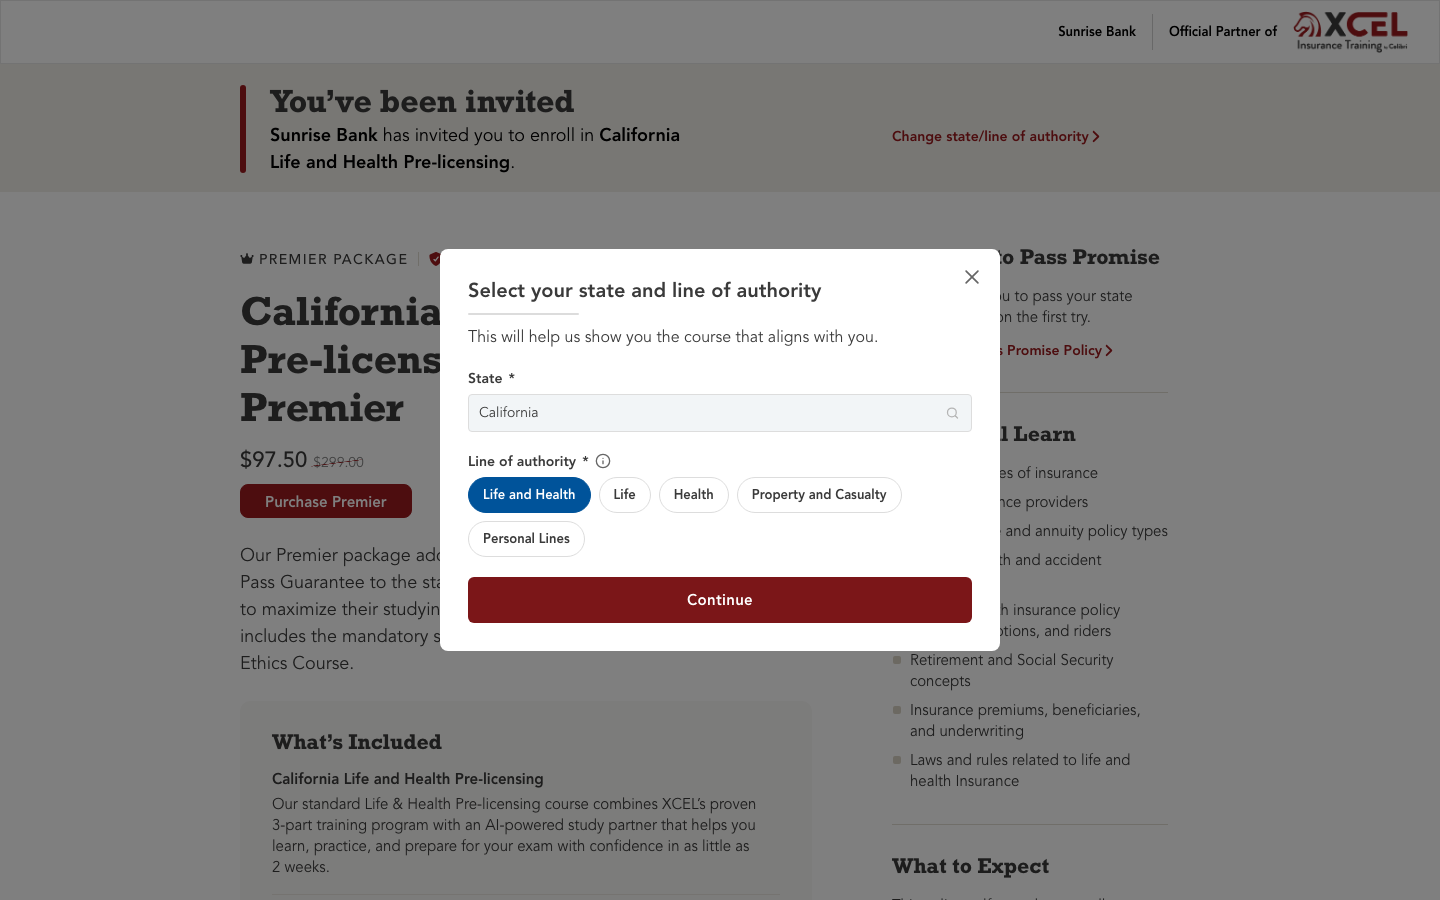 Sunrise Bank
Official Partner of
XCEL
Insurance Training by Colibri
You've been invited
Sunrise Bank has invited you to enroll in California
Life and Health Pre-licensing.
Change state/line of authority
PREMIER PACKAGE
California
Pre-licens
Premier
$97.50 $299.00
Purchase Premier
Our Premier package add
Pass Guarantee to the sta
to maximize their studyin
includes the mandatory s
Ethics Course.
What's Included
California Life and Health Pre-licensing
Our standard Life & Health Pre-licensing course combines XCEL's proven
3-part training program with an AI-powered study partner that helps you
learn, practice, and prepare for your exam with confidence in as little as
2 weeks.
Select your state and line of authority
This will help us show you the course that aligns with you.
State *
California
Line of authority *
Life and Health
Life
Health
Property and Casualty
Personal Lines
Continue
to Pass Promise
ou to pass your state
on the first try.
s Promise Policy
l Learn
es of insurance
nce providers
e and annuity policy types
th and accident
h insurance policy
otions, and riders
Retirement and Social Security
concepts
Insurance premiums, beneficiaries,
and underwriting
Laws and rules related to life and
health Insurance
What to Expect